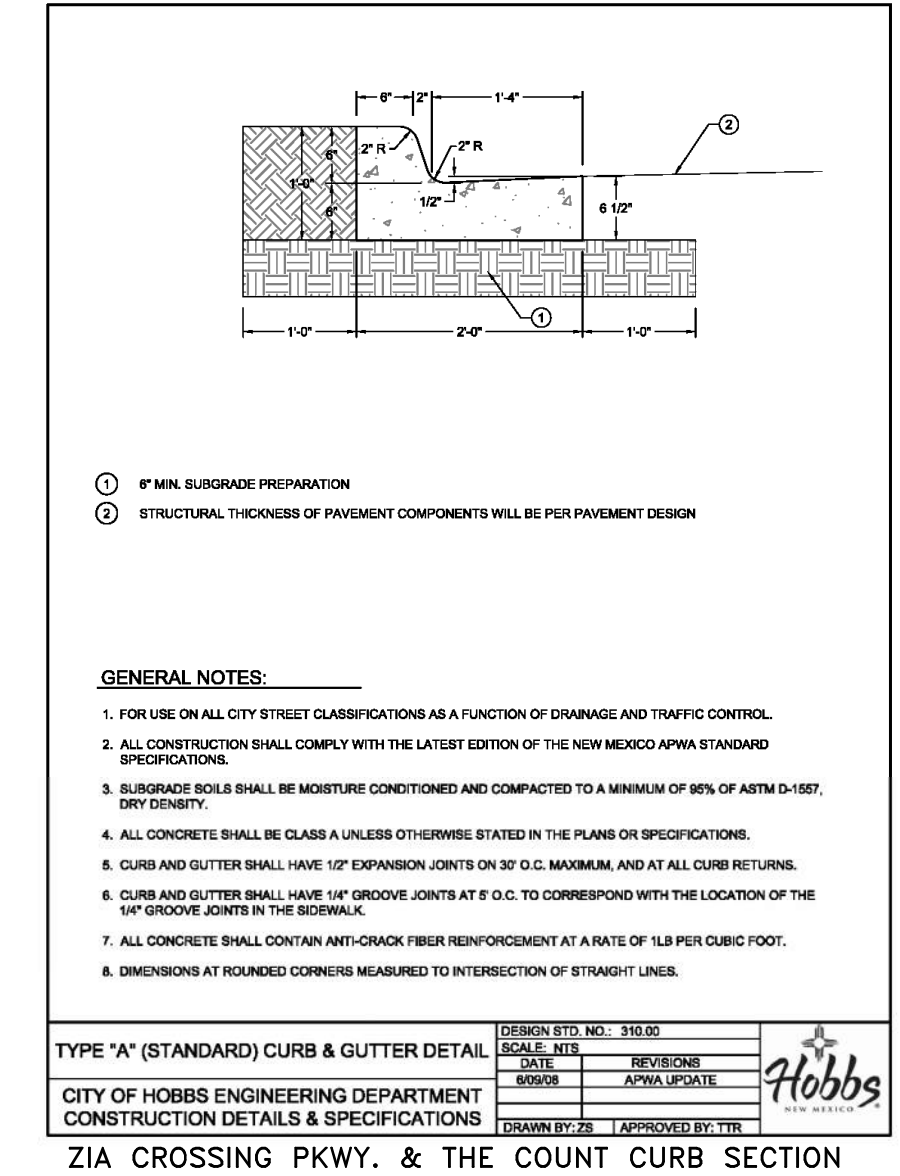 6" 2" 1'-4"
2
2" R 2" R
6"
1'-0"
1/2" 6 1/2"
6"
1
1'-0" 2'-0" 1'-0"
1 6" MIN. SUBGRADE PREPARATION
2 STRUCTURAL THICKNESS OF PAVEMENT COMPONENTS WILL BE PER PAVEMENT DESIGN
GENERAL NOTES:
1. FOR USE ON ALL CITY STREET CLASSIFICATIONS AS A FUNCTION OF DRAINAGE AND TRAFFIC CONTROL.
2. ALL CONSTRUCTION SHALL COMPLY WITH THE LATEST EDITION OF THE NEW MEXICO APWA STANDARD
SPECIFICATIONS.
3. SUBGRADE SOILS SHALL BE MOISTURE CONDITIONED AND COMPACTED TO A MINIMUM OF 95% OF ASTM D-1557,
DRY DENSITY.
4. ALL CONCRETE SHALL BE CLASS A UNLESS OTHERWISE STATED IN THE PLANS OR SPECIFICATIONS.
5. CURB AND GUTTER SHALL HAVE 1/2" EXPANSION JOINTS ON 30' O.C. MAXIMUM, AND AT ALL CURB RETURNS.
6. CURB AND GUTTER SHALL HAVE 1/4" GROOVE JOINTS AT 5' O.C. TO CORRESPOND WITH THE LOCATION OF THE
1/4" GROOVE JOINTS IN THE SIDEWALK.
7. ALL CONCRETE SHALL CONTAIN ANTI-CRACK FIBER REINFORCEMENT AT A RATE OF 1LB PER CUBIC FOOT.
8. DIMENSIONS AT ROUNDED CORNERS MEASURED TO INTERSECTION OF STRAIGHT LINES.
TYPE "A" (STANDARD) CURB & GUTTER DETAIL
CITY OF HOBBS ENGINEERING DEPARTMENT
CONSTRUCTION DETAILS & SPECIFICATIONS
DESIGN STD. NO.: 310.00
SCALE: NTS
DATE REVISIONS
6/09/08 APWA UPDATE
DRAWN BY: ZS APPROVED BY: TTR
Hobbs
NEW MEXICO
ZIA CROSSING PKWY. & THE COUNT CURB SECTION